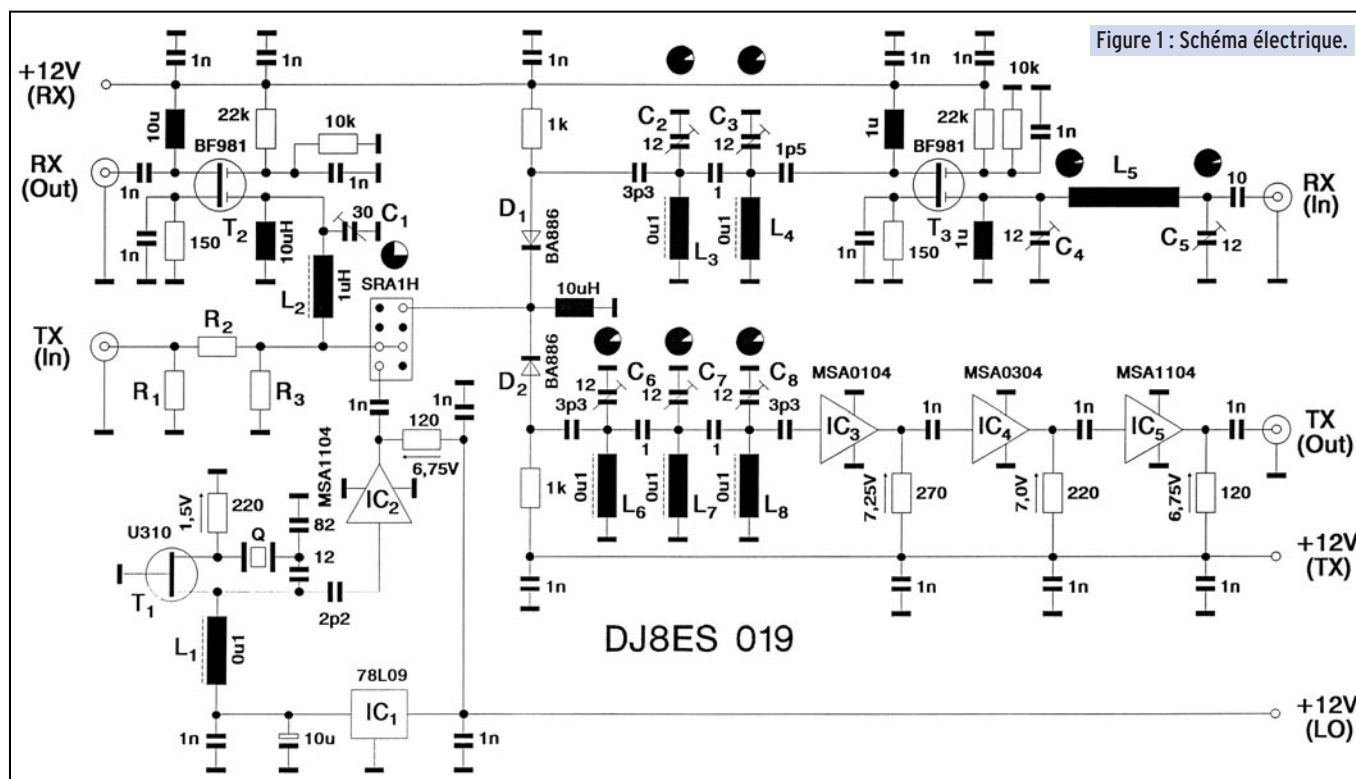 Figure 1 : Schéma électrique.
+12V
(RX)
1n
1n
1n
1n
1n
10k
10u
22k
10k
BF981
1n
1n
RX
(Out)
T2
1n
150
10uH
30
C1
L2
1uH
SRA1H
1k
D1
BA886
3p3
C2
12
C3
12
1
1p5
0u1
L3
0u1
L4
1u
22k
1n
BF981
T3
1n
150
1u
12
C4
L5
C5
12
10
RX
(In)
10uH
TX
(In)
R1
R2
R3
D2
BA886
3p3
12
C6
1
12
C7
1
12
C8
3p3
0u1
L6
0u1
L7
0u1
L8
MSA0104
IC3
1n
MSA0304
IC4
1n
MSA1104
IC5
1n
TX
(Out)
7,25V
270
7,0V
220
6,75V
120
1n
1n
120
6,75V
MSA1104
IC2
1k
1,5V
220
82
12
Q
U310
T1
2p2
+12V
(TX)
1n
1n
1n
1n
L1
0u1
DJ8ES 019
78L09
IC1
1n
10u
1n
+12V
(LO)